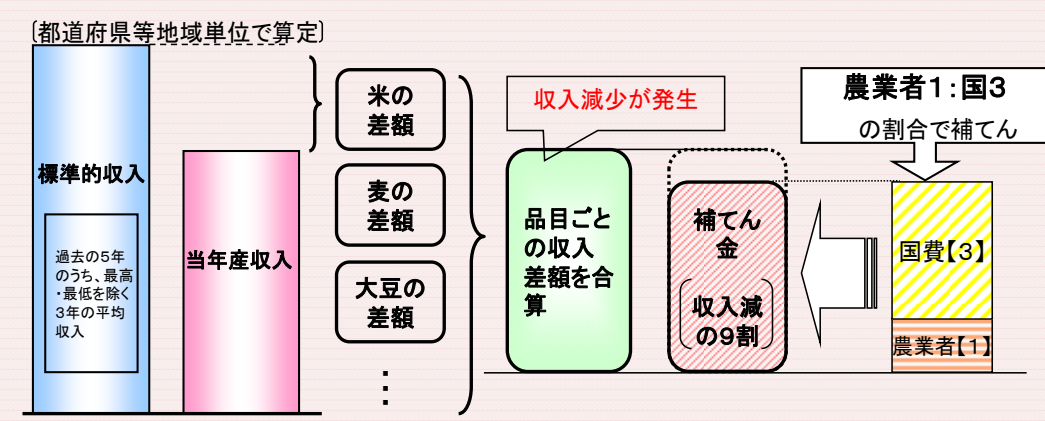 〔都道府県等地域単位で算定〕
標準的収入
過去の5年
のうち、最高
・最低を除く
3年の平均
収入
当年産収入
米の
差額
麦の
差額
大豆の
差額
⋮
収入減少が発生
品目ごと
の収入
差額を合
算
補てん
金
〔収入減
の9割〕
農業者1:国3
の割合で補てん
国費【3】
農業者【1】